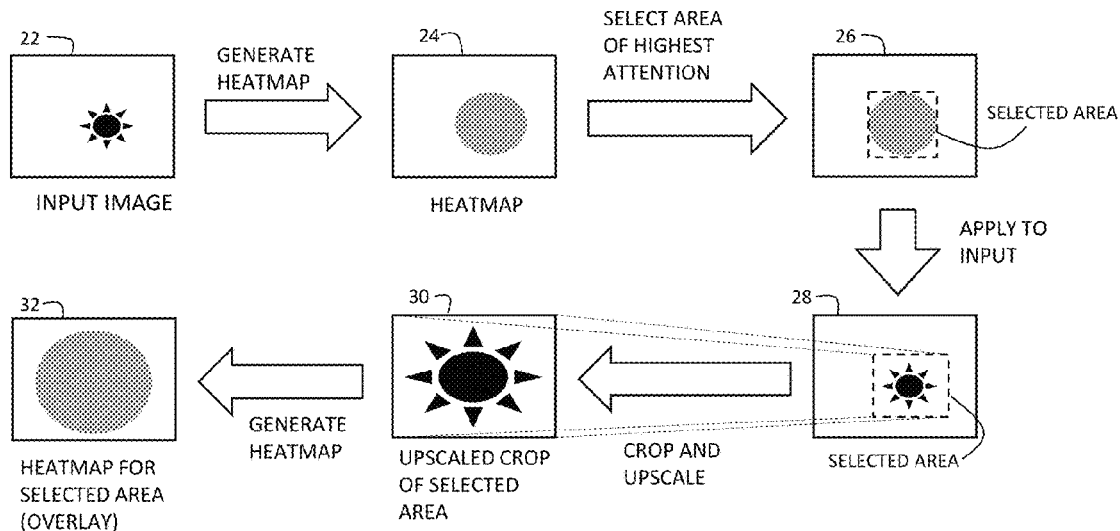 22
GENERATE
HEATMAP
24
SELECT AREA
OF HIGHEST
ATTENTION
26
SELECTED AREA
INPUT IMAGE
HEATMAP
APPLY TO
INPUT
32
30
28
GENERATE
HEATMAP
CROP AND
UPSCALE
SELECTED AREA
HEATMAP FOR
SELECTED AREA
(OVERLAY)
UPSCALED CROP
OF SELECTED
AREA